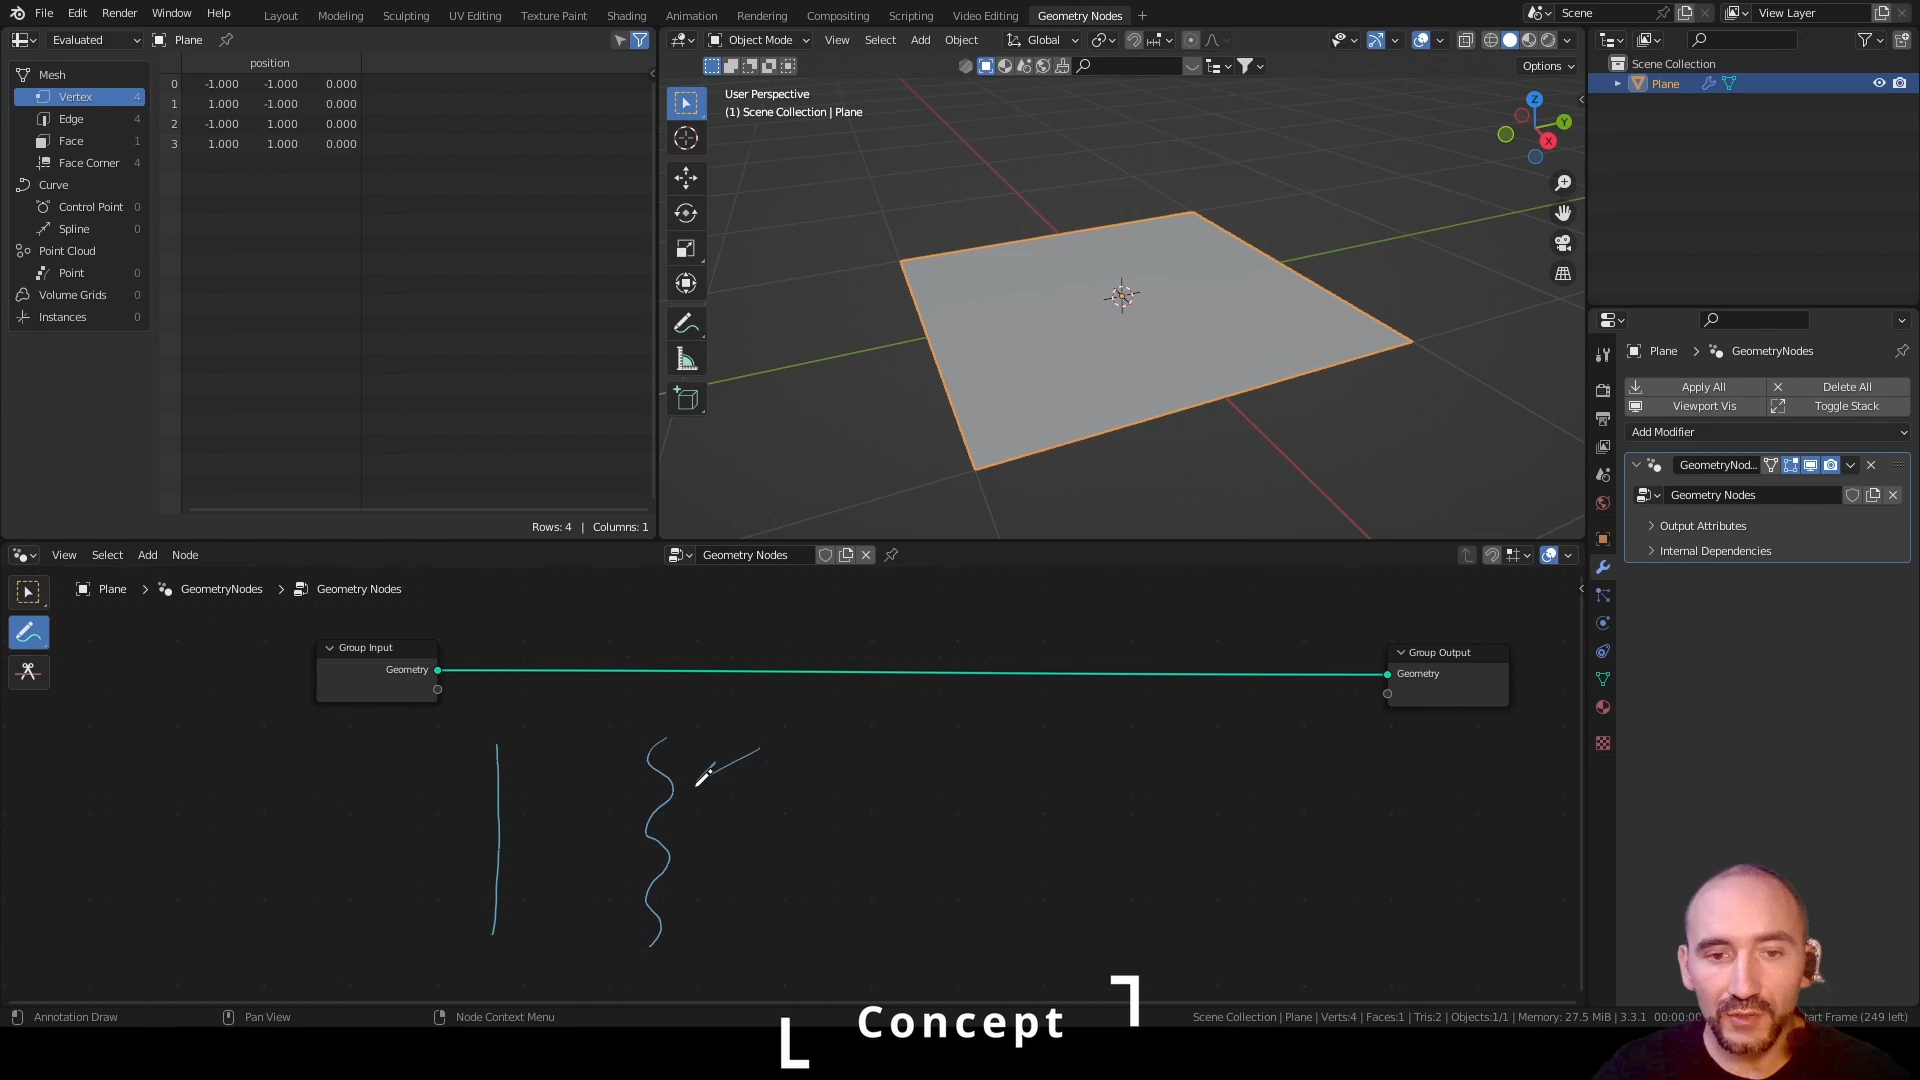 File Edit Render Window Help Layout Modeling Sculpting UV Editing Texture Paint Shading Animation Rendering Compositing Scripting Video Editing Geometry Nodes + Scene View Layer
Evaluated Plane
Object Mode View Select Add Object Global
Options
position
Mesh
Vertex 4
Edge 4
Face 1
Face Corner 4
Curve
Control Point 0
Spline 0
Point Cloud
Point 0
Volume Grids 0
Instances 0
0 -1.000 -1.000 0.000
1 1.000 -1.000 0.000
2 -1.000 1.000 0.000
3 1.000 1.000 0.000
Rows: 4 | Columns: 1
User Perspective
(1) Scene Collection | Plane
Z
Y
X
Scene Collection
Plane
Plane > GeometryNodes
Apply All Delete All
Viewport Vis Toggle Stack
Add Modifier
GeometryNod...
Geometry Nodes
Output Attributes
Internal Dependencies
View Select Add Node Geometry Nodes
Plane > GeometryNodes > Geometry Nodes
Group Input
Geometry
Group Output
Geometry
Annotation Draw Pan View Node Context Menu
Scene Collection | Plane | Verts:4 | Faces:1 | Tris:2 | Objects:1/1 | Memory: 27.5 MiB | 3.3.1 Start Frame (249 left)
Concept